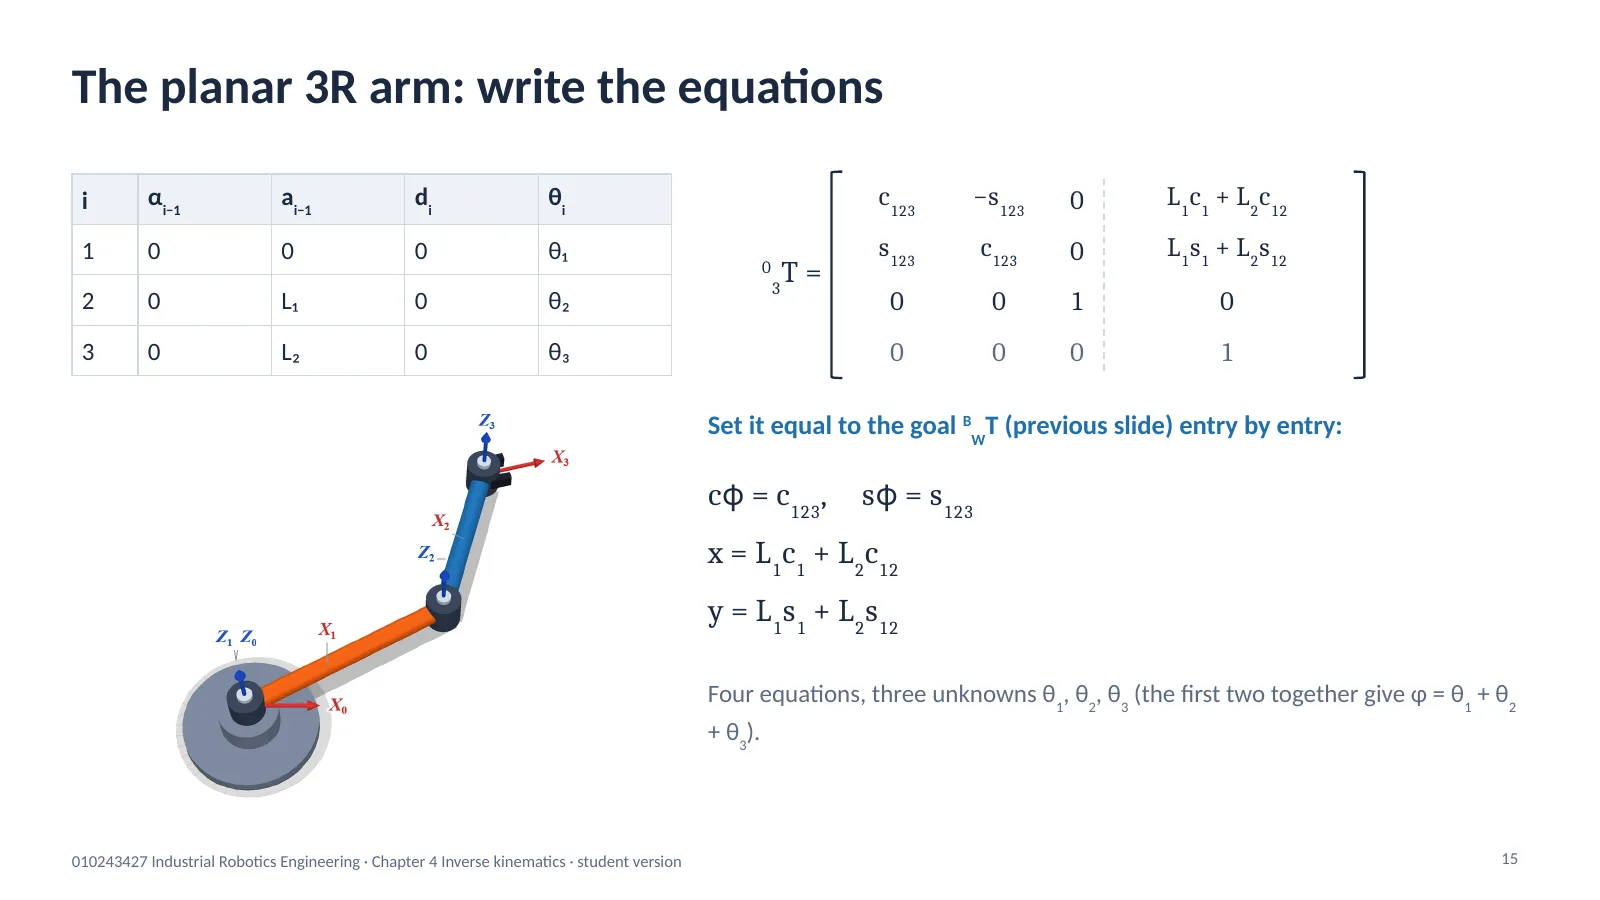 The planar 3R arm: write the equations
i αᵢ₋₁ aᵢ₋₁ dᵢ θᵢ
1 0 0 0 θ₁
2 0 L₁ 0 θ₂
3 0 L₂ 0 θ₃
⁰₃T =
c₁₂₃ −s₁₂₃ 0 L₁c₁ + L₂c₁₂
s₁₂₃ c₁₂₃ 0 L₁s₁ + L₂s₁₂
0 0 1 0
0 0 0 1
Z₃
X₃
X₂
Z₂
Z₁ Z₀
X₁
X₀
Set it equal to the goal ᴮ_WT (previous slide) entry by entry:
cϕ = c₁₂₃, sϕ = s₁₂₃
x = L₁c₁ + L₂c₁₂
y = L₁s₁ + L₂s₁₂
Four equations, three unknowns θ₁, θ₂, θ₃ (the first two together give φ = θ₁ + θ₂
+ θ₃).
010243427 Industrial Robotics Engineering · Chapter 4 Inverse kinematics · student version
15